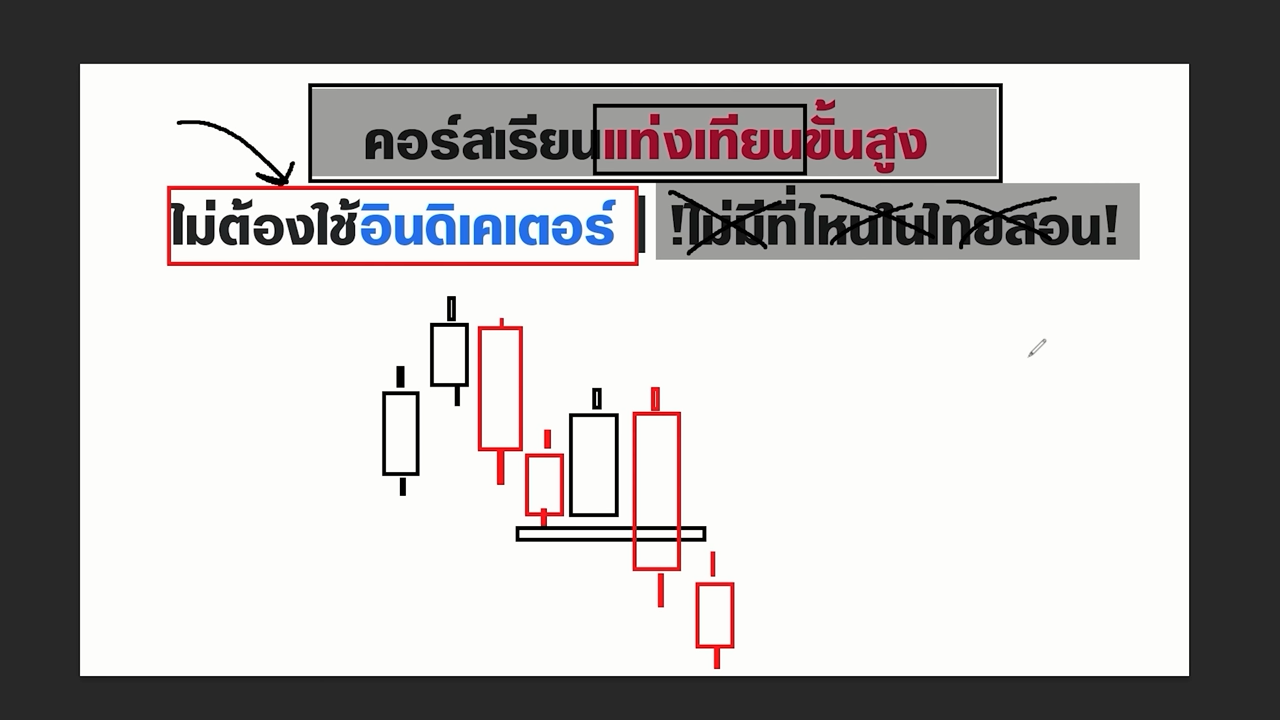 คอร์สเรียนแท่งเทียนขั้นสูง
ไม่ต้องใช้อินดิเคเตอร์ | !ไม่มีที่ไหนในไทยสอน!